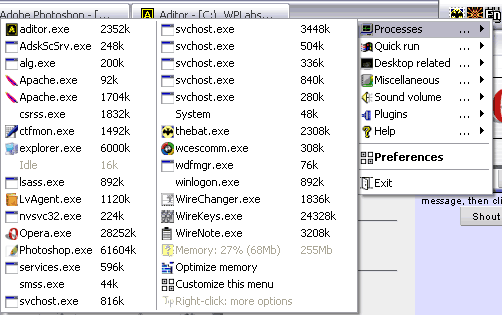 Adobe Photoshop - [...
Aditor - [C:\_WPLabs...
En
aditor.exe 2352k
AdskScSrv.exe 248k
alg.exe 200k
Apache.exe 92k
Apache.exe 1704k
csrss.exe 1832k
ctfmon.exe 1492k
explorer.exe 6000k
Idle 16k
lsass.exe 892k
LvAgent.exe 1120k
nvsvc32.exe 224k
Opera.exe 28252k
Photoshop.exe 61604k
services.exe 596k
smss.exe 44k
svchost.exe 816k
svchost.exe 3448k
svchost.exe 504k
svchost.exe 336k
svchost.exe 840k
svchost.exe 280k
System 48k
thebat.exe 2308k
wcescomm.exe 308k
wdfmgr.exe 76k
winlogon.exe 892k
WireChanger.exe 1836k
WireKeys.exe 24328k
WireNote.exe 3208k
Memory: 27% (68Mb) 255Mb
Optimize memory
Customize this menu
Right-click: more options
Processes ...
Quick run ...
Desktop related ...
Miscellaneous ...
Sound volume ...
Plugins ...
Help ...
Preferences
Exit
message, then cli
Shout